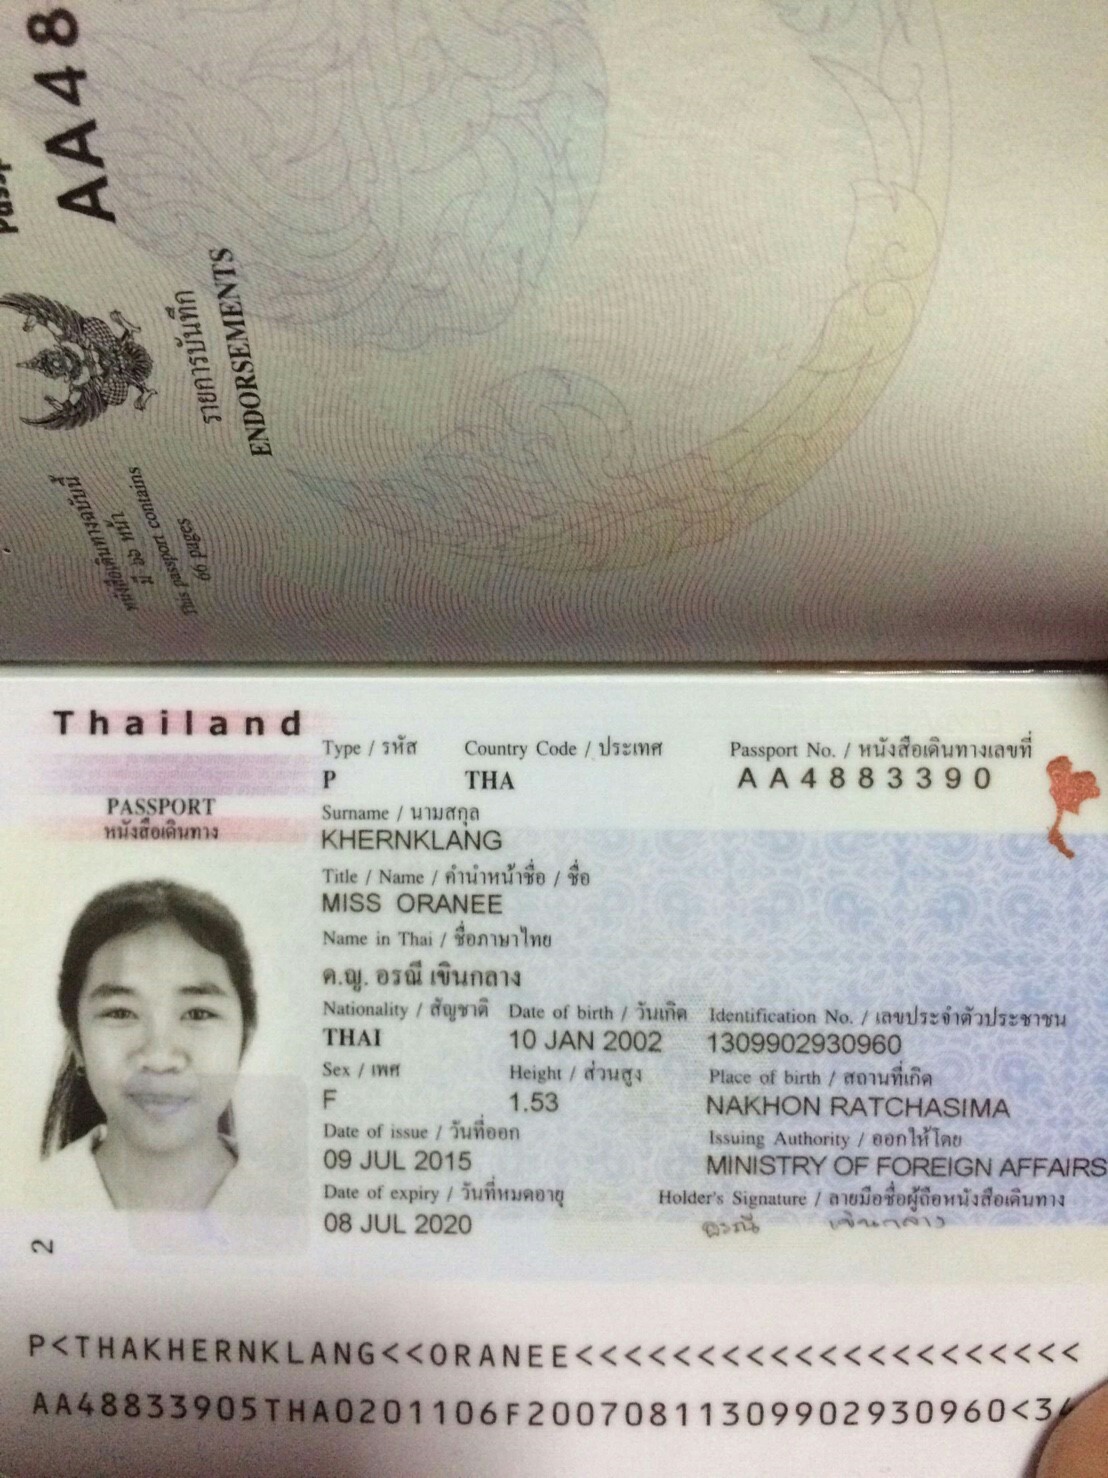 AA48
รายการบันทึก
ENDORSEMENTS
หนังสือเดินทางฉบับนี้
มี ๖๖ หน้า
This passport contains
66 pages
Thailand
PASSPORT
หนังสือเดินทาง
Type / รหัส Country Code / ประเทศ Passport No. / หนังสือเดินทางเลขที่
P THA AA4883390
Surname / นามสกุล
KHERNKLANG
Title / Name / คำนำหน้าชื่อ / ชื่อ
MISS ORANEE
Name in Thai / ชื่อภาษาไทย
ด.ญ. อรณี เขินกลาง
Nationality / สัญชาติ Date of birth / วันเกิด Identification No. / เลขประจำตัวประชาชน
THAI 10 JAN 2002 1309902930960
Sex / เพศ Height / ส่วนสูง Place of birth / สถานที่เกิด
F 1.53 NAKHON RATCHASIMA
Date of issue / วันที่ออก Issuing Authority / ออกให้โดย
09 JUL 2015 MINISTRY OF FOREIGN AFFAIRS
Date of expiry / วันที่หมดอายุ Holder's Signature / ลายมือชื่อผู้ถือหนังสือเดินทาง
08 JUL 2020 อรณี เขินกลาง
2
P<THAKHERNKLANG<<ORANEE<<<<<<<<<<<<<<<<<<<<<
AA48833905THA0201106F20070811309902930960<3